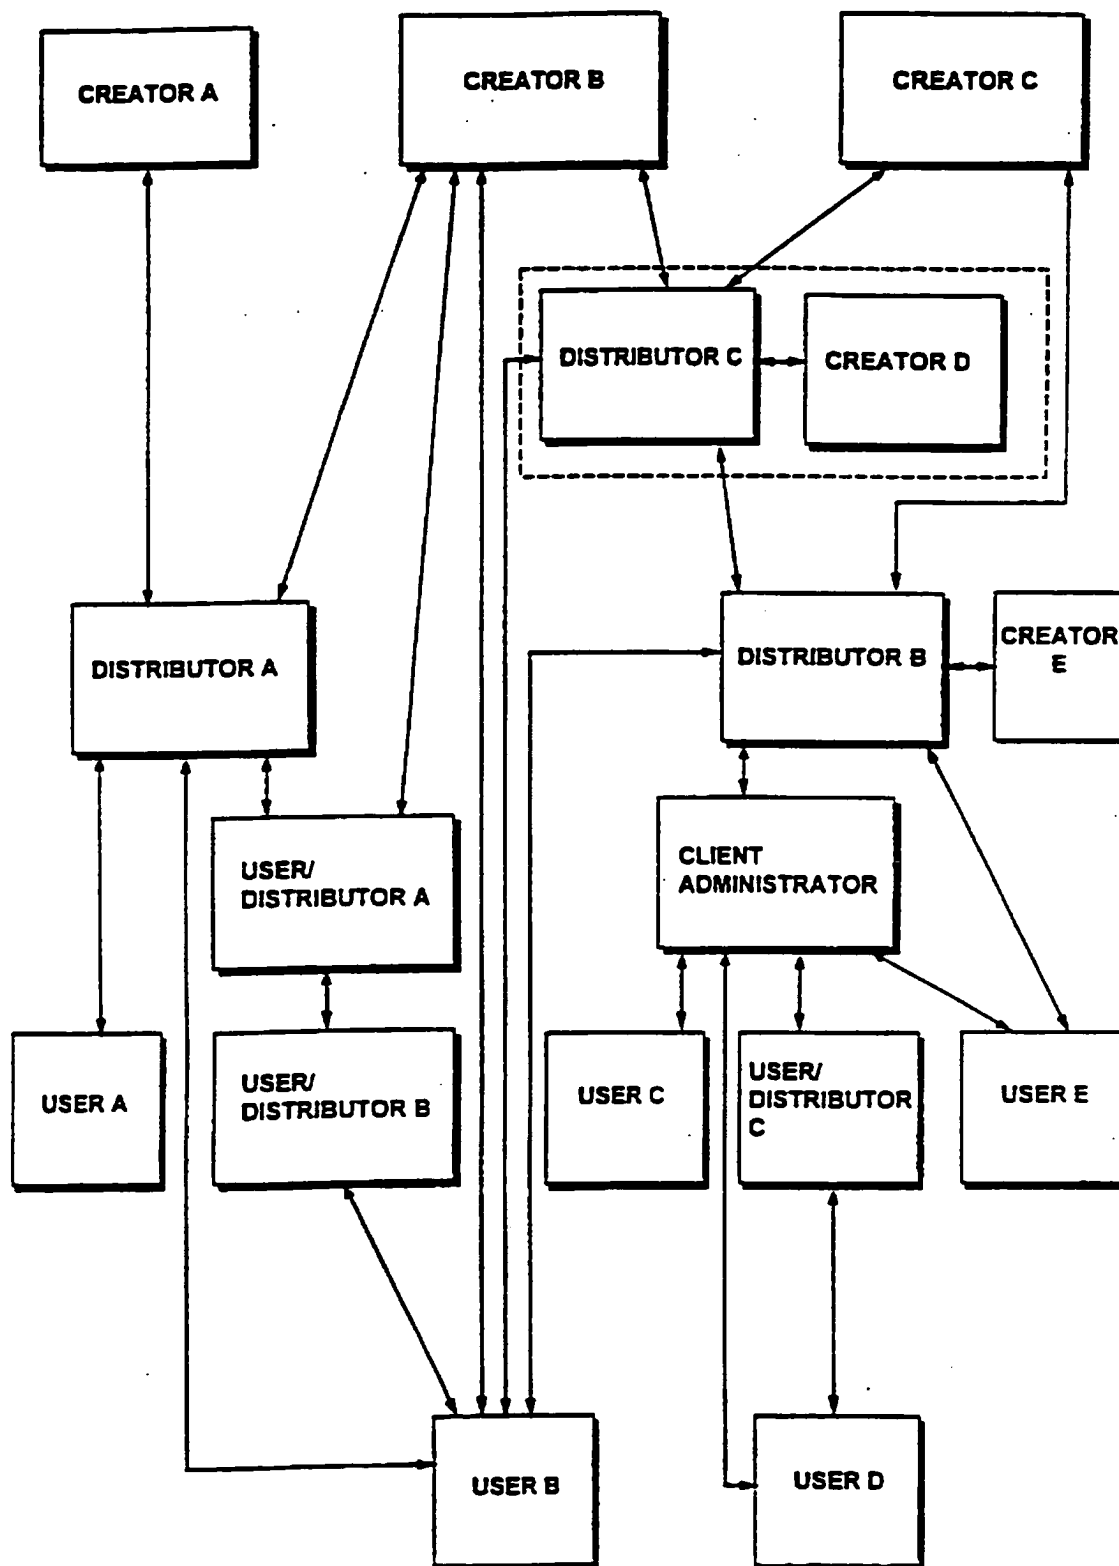 CREATOR A
CREATOR B
CREATOR C
DISTRIBUTOR C
CREATOR D
DISTRIBUTOR A
DISTRIBUTOR B
CREATOR
E
USER/
DISTRIBUTOR A
CLIENT
ADMINISTRATOR
USER A
USER/
DISTRIBUTOR B
USER C
USER/
DISTRIBUTOR
C
USER E
USER B
USER D